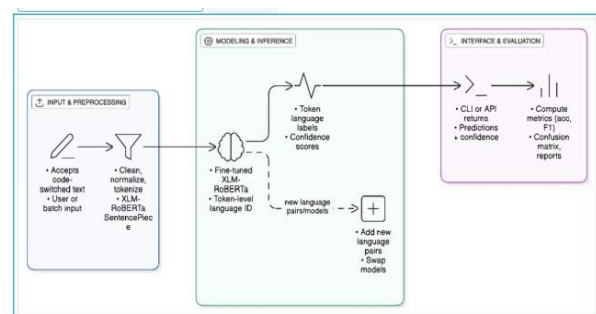 INPUT & PREPROCESSING
• Accepts
code-
switched text
• User or
batch input
• Clean,
normalize,
tokenize
• XLM-
RoBERTa
SentencePiec
e
MODELING & INFERENCE
• Fine-tuned
XLM-
RoBERTa
• Token-level
language ID
• Token
language
labels
• Confidence
scores
new language
pairs/models
• Add new
language
pairs
• Swap
models
>_ INTERFACE & EVALUATION
• CLI or API
returns
• Predictions
+ confidence
• Compute
metrics (acc,
F1)
• Confusion
matrix,
reports